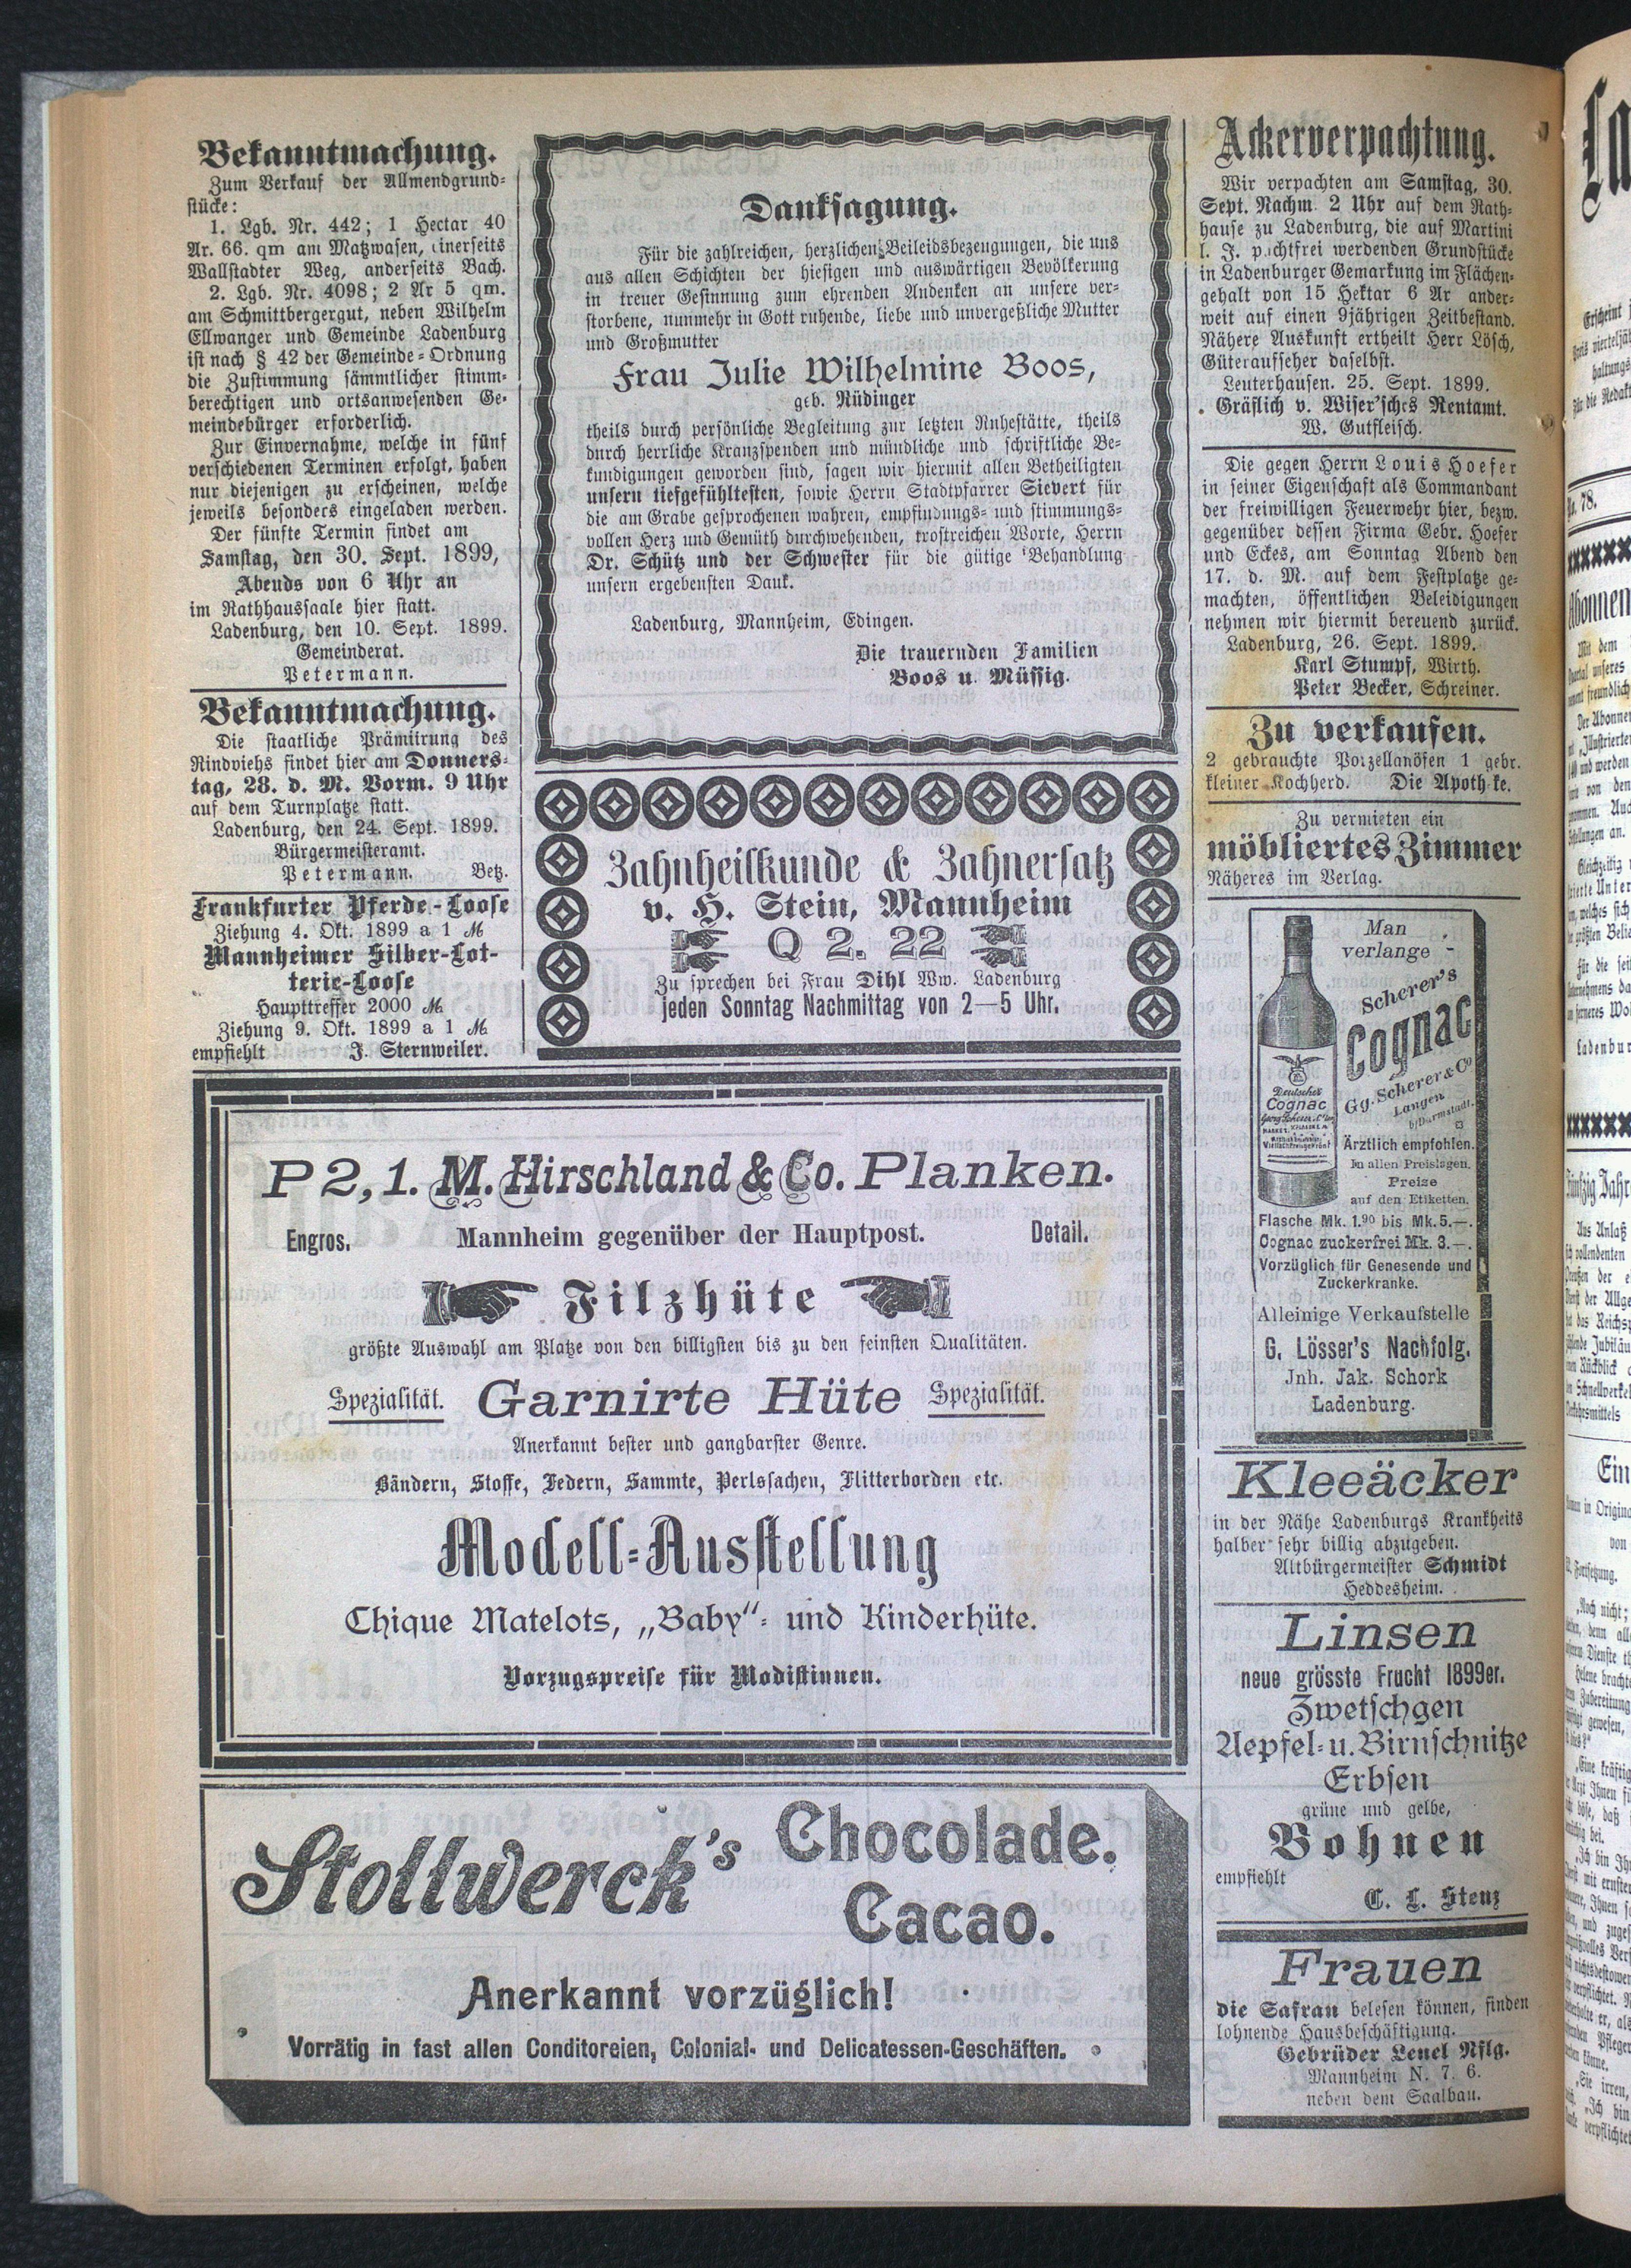 Bekanntmachung.
Zum Verkauf der Allmendgrund-
stücke:
1. Lgb. Nr. 442; 1 Hectar 40
Ar. 66. qm am Matzwasen, einerseits
Wallstadter Weg, anderseits Bach.
2. Lgb. Nr. 4098; 2 Ar 5 qm.
am Schmittbergergut, neben Wilhelm
Ellwanger und Gemeinde Ladenburg
ist nach § 42 der Gemeinde-Ordnung
die Zustimmung sämmtlicher stimm-
berechtigen und ortsanwesenden Ge-
meindebürger erforderlich.
Zur Einvernahme, welche in fünf
verschiedenen Terminen erfolgt, haben
nur diejenigen zu erscheinen, welche
jeweils besonders eingeladen werden.
Der fünfte Termin findet am
Samstag, den 30. Sept. 1899,
Abends von 6 Uhr an
im Rathhaussaale hier statt.
Ladenburg, den 10. Sept. 1899.
Gemeinderat.
Petermann.
Bekanntmachung.
Die staatliche Prämiirung des
Rindviehs findet hier am Donners-
tag, 28. d. M. Vorm. 9 Uhr
auf dem Turnplatze statt.
Ladenburg, den 24. Sept. 1899.
Bürgermeisteramt.
Petermann. Betz.
Frankfurter Pferde-Loose
Ziehung 4. Okt. 1899 a 1 M
Mannheimer Silber-Lot-
terie-Loose
Haupttreffer 2000 M
Ziehung 9. Okt. 1899 a 1 M
empfiehlt J. Sternweiler.
Danksagung.
Für die zahlreichen, herzlichen Beileidsbezeugungen, die uns
aus allen Schichten der hiesigen und auswärtigen Bevölkerung
in treuer Gesinnung zum ehrenden Andenken an unsere ver-
storbene, nunmehr in Gott ruhende, liebe und unvergeßliche Mutter
und Großmutter
Frau Julie Wilhelmine Boos,
geb. Rüdinger
theils durch persönliche Begleitung zur letzten Ruhestätte, theils
durch herrliche Kranzspenden und mündliche und schriftliche Be-
kundigungen geworden sind, sagen wir hiermit allen Betheiligten
unsern tiefgefühltesten, sowie Herrn Stadtpfarrer Sievert für
die am Grabe gesprochenen wahren, empfindungs- und stimmungs-
vollen Herz und Gemüth durchwehenden, trostreichen Worte, Herrn
Dr. Schütz und der Schwester für die gütige Behandlung
unsern ergebensten Dank.
Ladenburg, Mannheim, Edingen.
Die trauernden Familien
Boos u. Müssig.
Zahnheilkunde & Zahnersatz
v. H. Stein, Mannheim
Q 2. 22
Zu sprechen bei Frau Dihl Ww. Ladenburg
jeden Sonntag Nachmittag von 2—5 Uhr.
P 2, 1. M. Hirschland & Co. Planken.
Engros. Mannheim gegenüber der Hauptpost. Detail.
Filzhüte
größte Auswahl am Platze von den billigsten bis zu den feinsten Qualitäten.
Spezialität. Garnirte Hüte Spezialität.
Anerkannt bester und gangbarster Genre.
Bändern, Stoffe, Federn, Sammte, Perlssachen, Flitterborden etc.
Modell-Ausstellung
Chique Matelots, „Baby"- und Kinderhüte.
Vorzugspreise für Modistinnen.
Stollwerck's Chocolade.
Cacao.
Anerkannt vorzüglich!
Vorrätig in fast allen Conditoreien, Colonial- und Delicatessen-Geschäften.
Ackerverpachtung.
Wir verpachten am Samstag, 30.
Sept. Nachm. 2 Uhr auf dem Rath-
hause zu Ladenburg, die auf Martini
l. J. pachtfrei werdenden Grundstücke
in Ladenburger Gemarkung im Flächen-
gehalt von 15 Hektar 6 Ar ander-
weit auf einen 9jährigen Zeitbestand.
Nähere Auskunft ertheilt Herr Lösch,
Güteraufseher daselbst.
Leuterhausen. 25. Sept. 1899.
Gräflich v. Wiser'sches Rentamt.
W. Gutfleisch.
Die gegen Herrn Louis Hoefer
in seiner Eigenschaft als Commandant
der freiwilligen Feuerwehr hier, bezw.
gegenüber dessen Firma Gebr. Hoefer
und Eckes, am Sonntag Abend den
17. d. M. auf dem Festplatze ge-
machten, öffentlichen Beleidigungen
nehmen wir hiermit bereuend zurück.
Ladenburg, 26. Sept. 1899.
Karl Stumpf, Wirth.
Peter Becker, Schreiner.
Zu verkaufen.
2 gebrauchte Porzellanöfen 1 gebr.
kleiner Kochherd. Die Apotheke.
Zu vermieten ein
möbliertes Zimmer
Näheres im Verlag.
Man
verlange -
Scherer's
Cognac
Gg. Scherer & Co
Langen
b/Darmstadt.
Deutscher
Cognac
Ärztlich empfohlen.
In allen Preislagen.
Preise
auf den Etiketten.
Flasche Mk. 1.90 bis Mk. 5.—.
Cognac zuckerfrei Mk. 3.—.
Vorzüglich für Genesende und
Zuckerkranke.
Alleinige Verkaufstelle
G. Lösser's Nachfolg.
Inh. Jak. Schork
Ladenburg.
Kleeäcker
in der Nähe Ladenburgs Krankheits
halber sehr billig abzugeben.
Altbürgermeister Schmidt
Heddesheim.
Linsen
neue grösste Frucht 1899er.
Zwetschgen
Aepfel- u. Birnschnitze
Erbsen
grüne und gelbe,
Bohnen
empfiehlt
C. L. Stenz
Frauen
die Safran belesen können, finden
lohnende Hausbeschäftigung.
Gebrüder Lenel Nflg.
Mannheim N. 7. 6.
neben dem Saalbau.
No. 78.